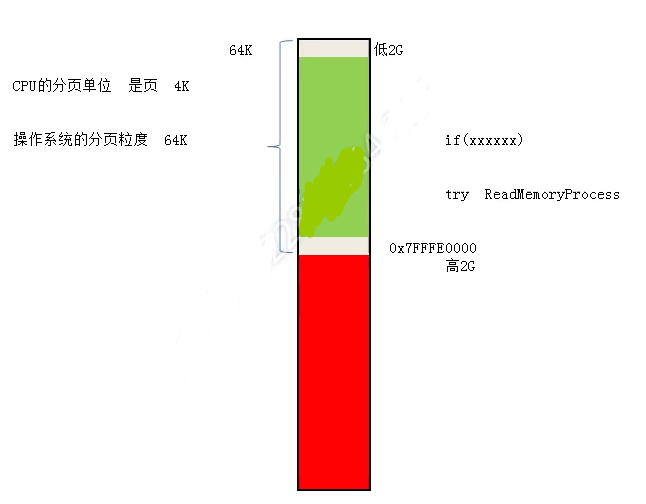 64K
低2G
CPU的分页单位 是页 4K
操作系统的分页粒度 64K
if(xxxxxx)
try ReadMemoryProcess
0x7FFFE0000
高2G